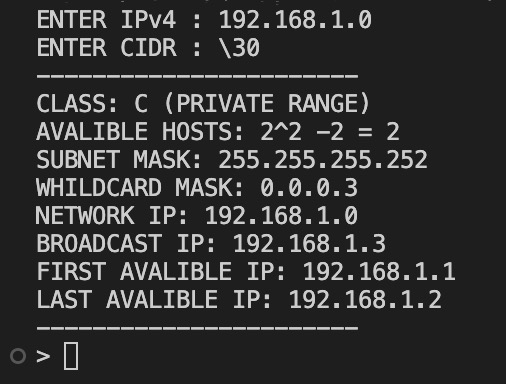 ENTER IPv4 : 192.168.1.0
ENTER CIDR : \30
-----------------------
CLASS: C (PRIVATE RANGE)
AVALIBLE HOSTS: 2^2 -2 = 2
SUBNET MASK: 255.255.255.252
WHILDCARD MASK: 0.0.0.3
NETWORK IP: 192.168.1.0
BROADCAST IP: 192.168.1.3
FIRST AVALIBLE IP: 192.168.1.1
LAST AVALIBLE IP: 192.168.1.2
-----------------------
>